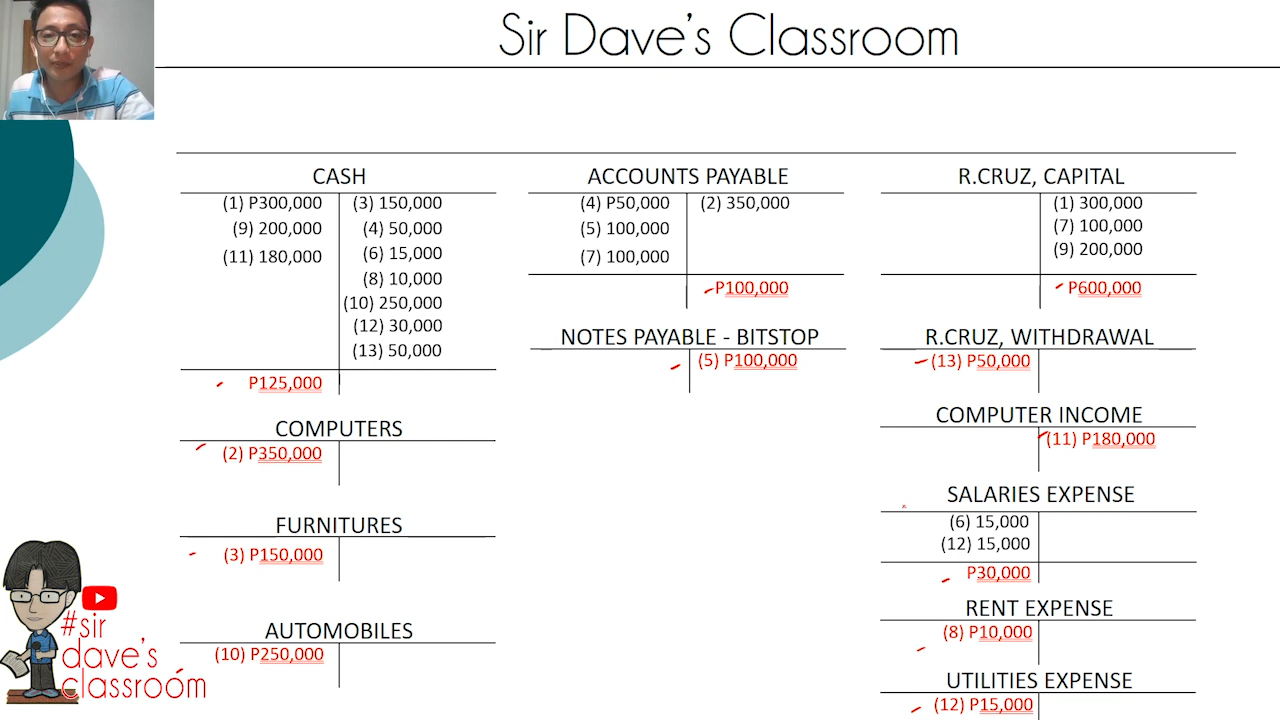 Sir Dave's Classroom
CASH
(1) P300,000 (3) 150,000
(9) 200,000 (4) 50,000
(11) 180,000 (6) 15,000
(8) 10,000
(10) 250,000
(12) 30,000
(13) 50,000
P125,000
COMPUTERS
(2) P350,000
FURNITURES
(3) P150,000
AUTOMOBILES
(10) P250,000
ACCOUNTS PAYABLE
(4) P50,000 (2) 350,000
(5) 100,000
(7) 100,000
P100,000
NOTES PAYABLE - BITSTOP
(5) P100,000
R.CRUZ, CAPITAL
(1) 300,000
(7) 100,000
(9) 200,000
P600,000
R.CRUZ, WITHDRAWAL
(13) P50,000
COMPUTER INCOME
(11) P180,000
SALARIES EXPENSE
(6) 15,000
(12) 15,000
P30,000
RENT EXPENSE
(8) P10,000
UTILITIES EXPENSE
(12) P15,000
#sir
dave's
classroom